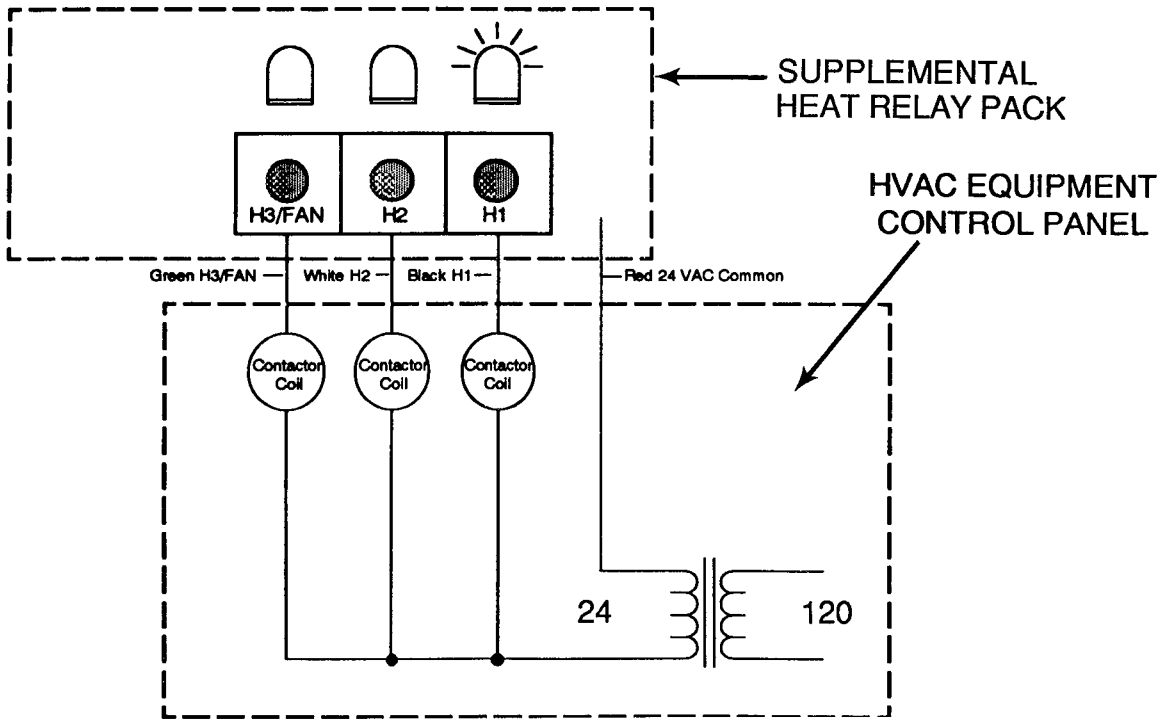 SUPPLEMENTAL
HEAT RELAY PACK
HVAC EQUIPMENT
CONTROL PANEL
H3/FAN
H2
H1
Green H3/FAN
White H2
Black H1
Red 24 VAC Common
Contactor
Coil
Contactor
Coil
Contactor
Coil
24
120